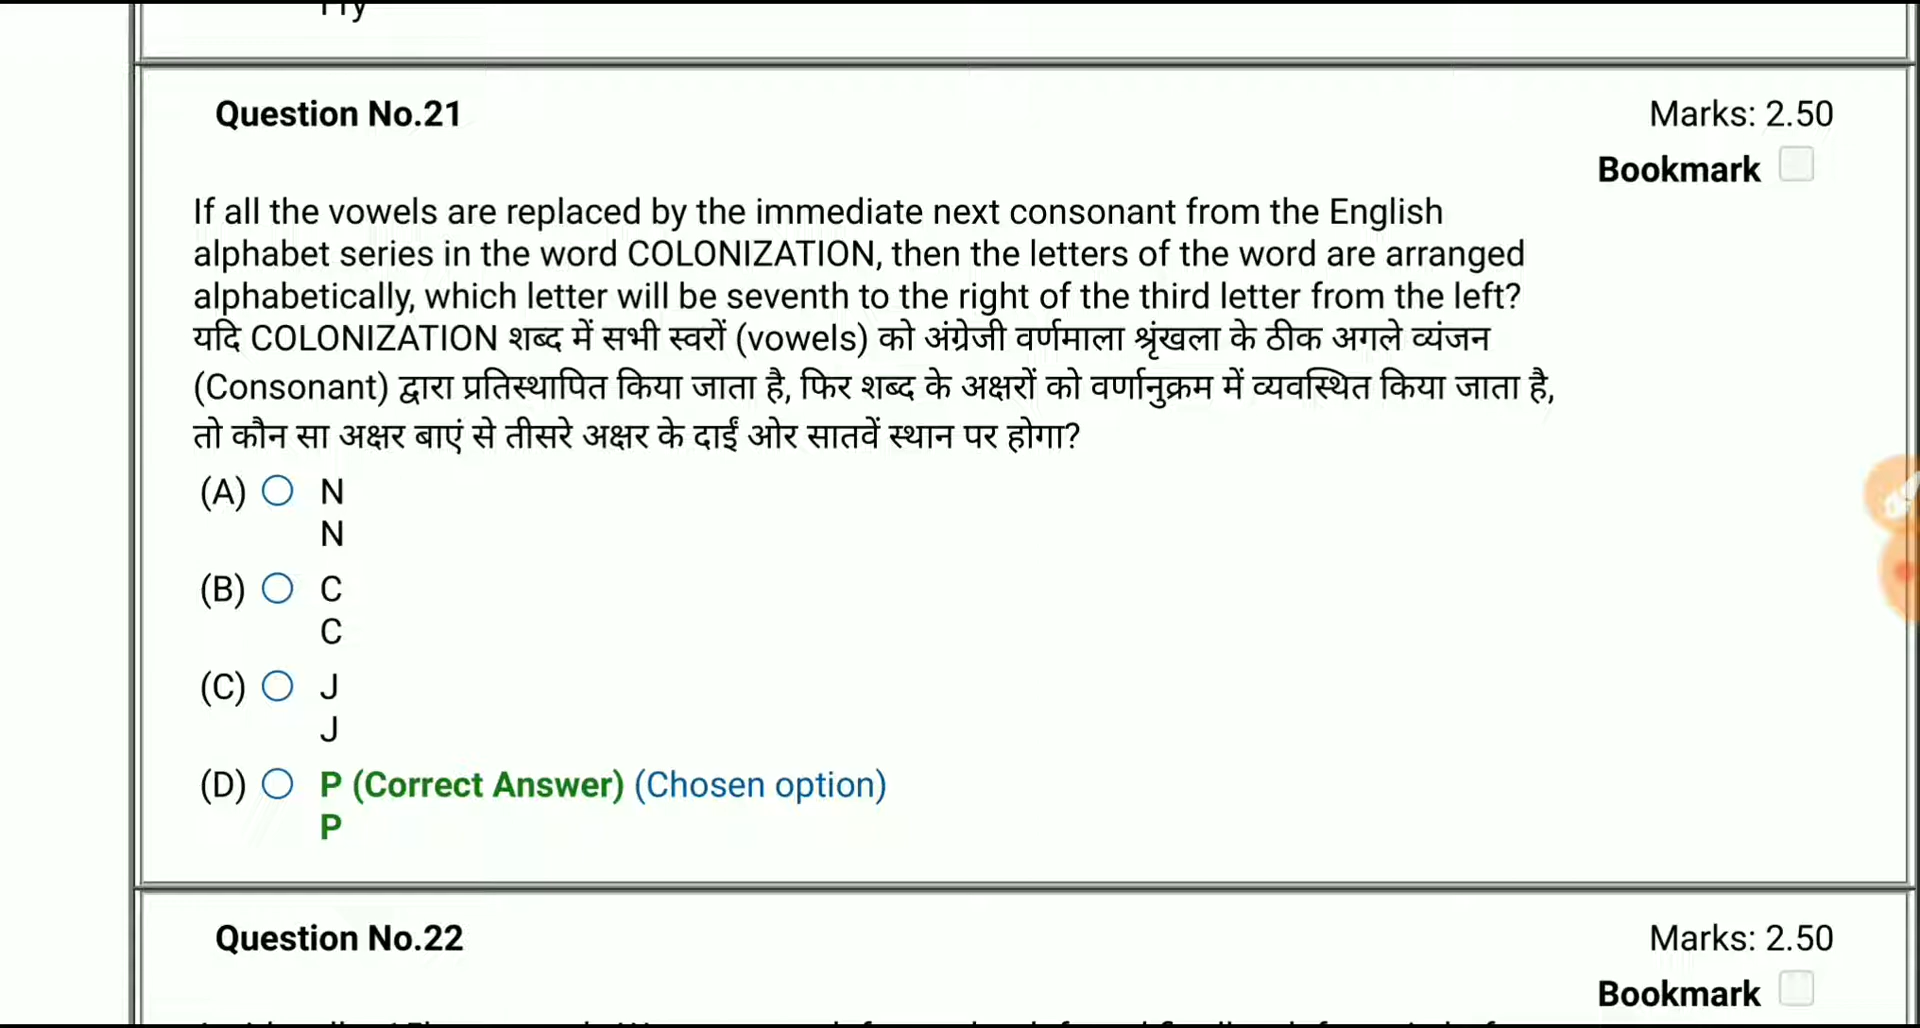 Question No.21
Marks: 2.50
Bookmark
If all the vowels are replaced by the immediate next consonant from the English
alphabet series in the word COLONIZATION, then the letters of the word are arranged
alphabetically, which letter will be seventh to the right of the third letter from the left?
यदि COLONIZATION शब्द में सभी स्वरों (vowels) को अंग्रेजी वर्णमाला श्रृंखला के ठीक अगले व्यंजन
(Consonant) द्वारा प्रतिस्थापित किया जाता है, फिर शब्द के अक्षरों को वर्णानुक्रम में व्यवस्थित किया जाता है,
तो कौन सा अक्षर बाएं से तीसरे अक्षर के दाईं ओर सातवें स्थान पर होगा?
(A) N
N
(B) C
C
(C) J
J
(D) P (Correct Answer) (Chosen option)
P
Question No.22
Marks: 2.50
Bookmark